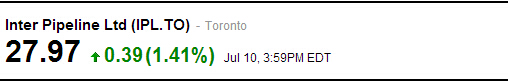 Inter Pipeline Ltd (IPL.TO) - Toronto
27.97 0.39 (1.41%) Jul 10, 3:59PM EDT